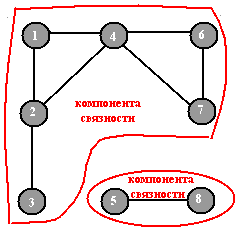 1 4 6
2 компонента 7
связности
3 компонента
5 связности 8